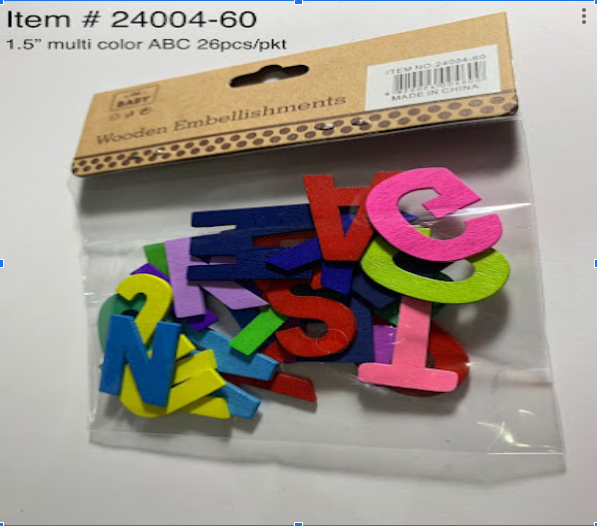 Item # 24004-60
1.5” multi color ABC 26pcs/pkt
BABY
Wooden Embellishments
ITEM NO.24004-60
MADE IN CHINA